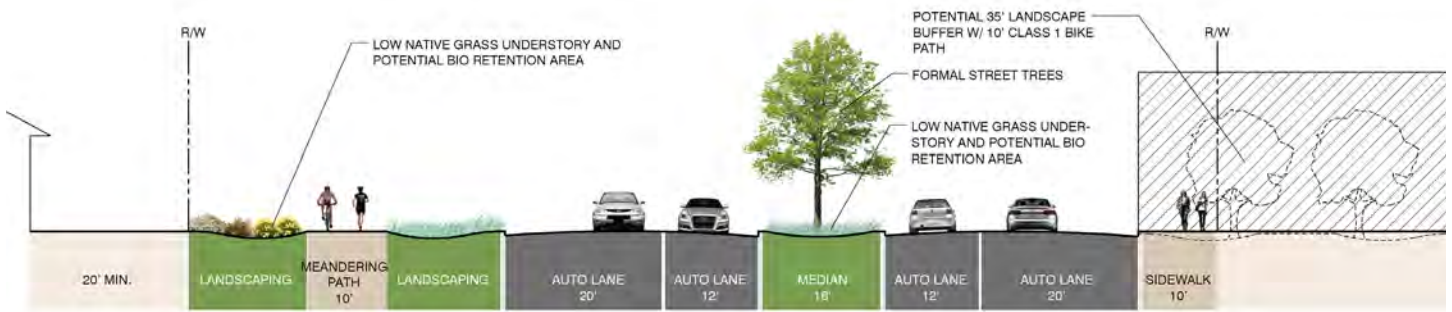 R/W
LOW NATIVE GRASS UNDERSTORY AND
POTENTIAL BIO RETENTION AREA
POTENTIAL 35' LANDSCAPE
BUFFER W/ 10' CLASS 1 BIKE
PATH
FORMAL STREET TREES
LOW NATIVE GRASS UNDER-
STORY AND POTENTIAL BIO
RETENTION AREA
R/W
20' MIN.
LANDSCAPING
MEANDERING
PATH
10'
LANDSCAPING
AUTO LANE
20'
AUTO LANE
12'
MEDIAN
16'
AUTO LANE
12'
AUTO LANE
20'
SIDEWALK
10'